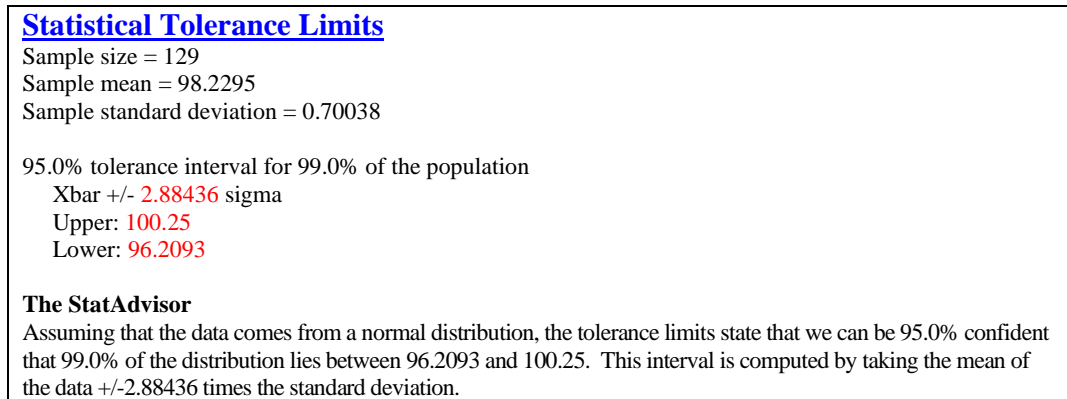 Statistical Tolerance Limits
Sample size = 129
Sample mean = 98.2295
Sample standard deviation = 0.70038
95.0% tolerance interval for 99.0% of the population
Xbar +/- 2.88436 sigma
Upper: 100.25
Lower: 96.2093
The StatAdvisor
Assuming that the data comes from a normal distribution, the tolerance limits state that we can be 95.0% confident
that 99.0% of the distribution lies between 96.2093 and 100.25.  This interval is computed by taking the mean of
the data +/-2.88436 times the standard deviation.